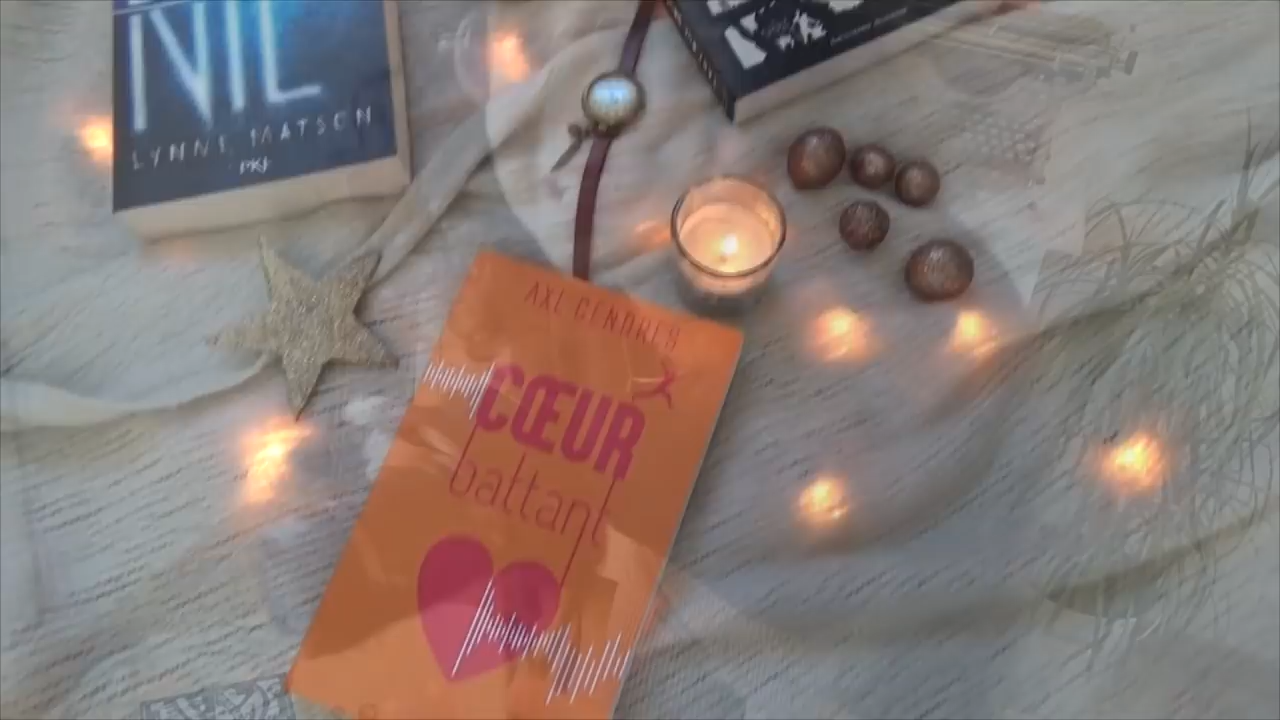 NIL
LYNNE MATSON
PKJ
AXL CENDRES
CŒUR
battant